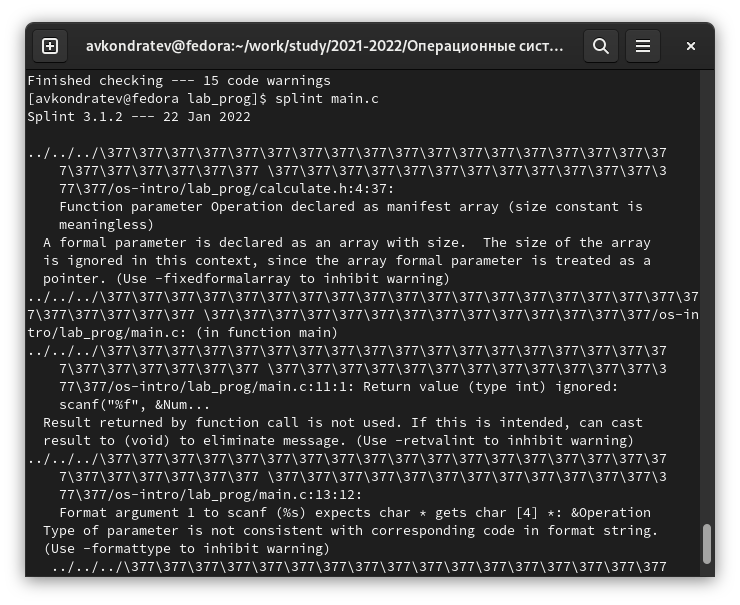 avkondratev@fedora:~/work/study/2021-2022/Операционные сист...
Finished checking --- 15 code warnings
[avkondratev@fedora lab_prog]$ splint main.c
Splint 3.1.2 --- 22 Jan 2022
../../../\377\377\377\377\377\377\377\377\377\377\377\377\377\377\377\377\377\37
7\377\377\377\377\377\377 \377\377\377\377\377\377\377\377\377\377\377\377\3
77\377/os-intro/lab_prog/calculate.h:4:37:
Function parameter Operation declared as manifest array (size constant is
meaningless)
A formal parameter is declared as an array with size.  The size of the array
is ignored in this context, since the array formal parameter is treated as a
pointer. (Use -fixedformalarray to inhibit warning)
../../../\377\377\377\377\377\377\377\377\377\377\377\377\377\377\377\377\377\377\37
7\377\377\377\377\377 \377\377\377\377\377\377\377\377\377\377\377\377\377\377/os-in
tro/lab_prog/main.c: (in function main)
../../../\377\377\377\377\377\377\377\377\377\377\377\377\377\377\377\377\377\37
7\377\377\377\377\377\377 \377\377\377\377\377\377\377\377\377\377\377\377\3
77\377/os-intro/lab_prog/main.c:11:1: Return value (type int) ignored:
scanf("%f", &Num...
Result returned by function call is not used. If this is intended, can cast
result to (void) to eliminate message. (Use -retvalint to inhibit warning)
../../../\377\377\377\377\377\377\377\377\377\377\377\377\377\377\377\377\377\37
7\377\377\377\377\377\377 \377\377\377\377\377\377\377\377\377\377\377\377\3
77\377/os-intro/lab_prog/main.c:13:12:
Format argument 1 to scanf (%s) expects char * gets char [4] *: &Operation
Type of parameter is not consistent with corresponding code in format string.
(Use -formattype to inhibit warning)
../../../\377\377\377\377\377\377\377\377\377\377\377\377\377\377\377\377\377